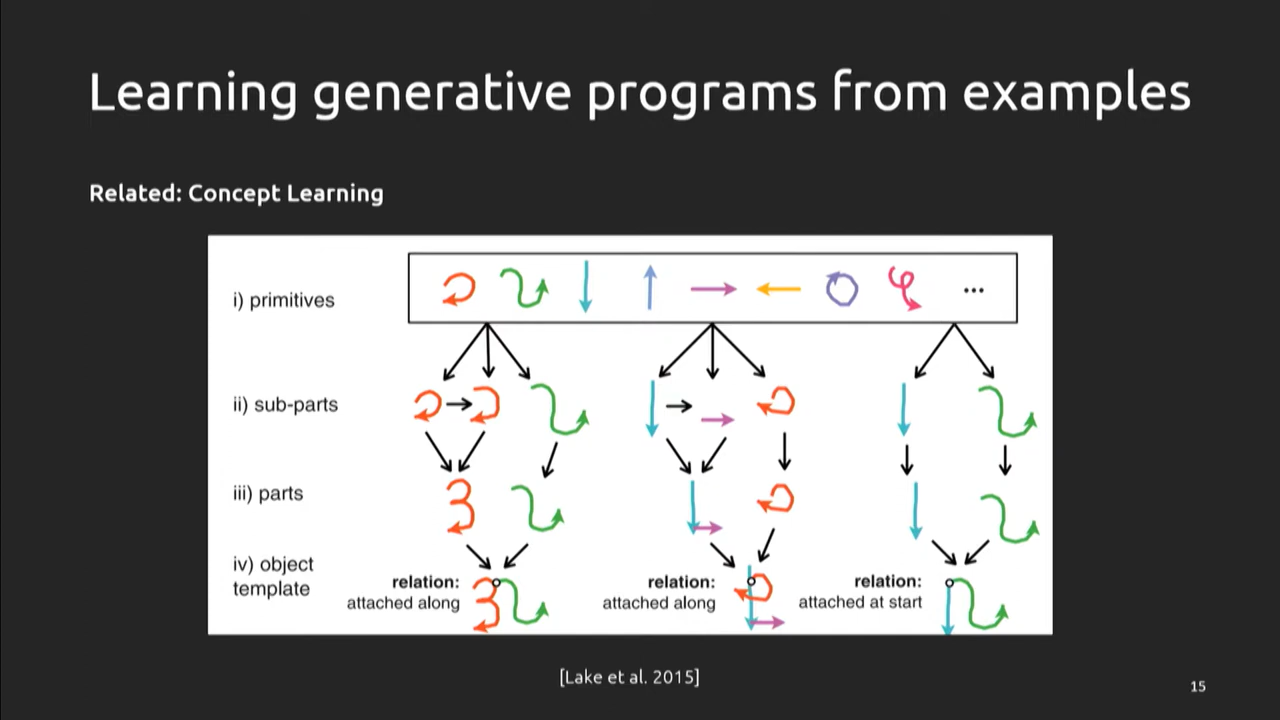 Learning generative programs from examples
Related: Concept Learning
i) primitives
...
ii) sub-parts
iii) parts
iv) object
template
relation:
attached along
relation:
attached along
relation:
attached at start
[Lake et al. 2015]
15